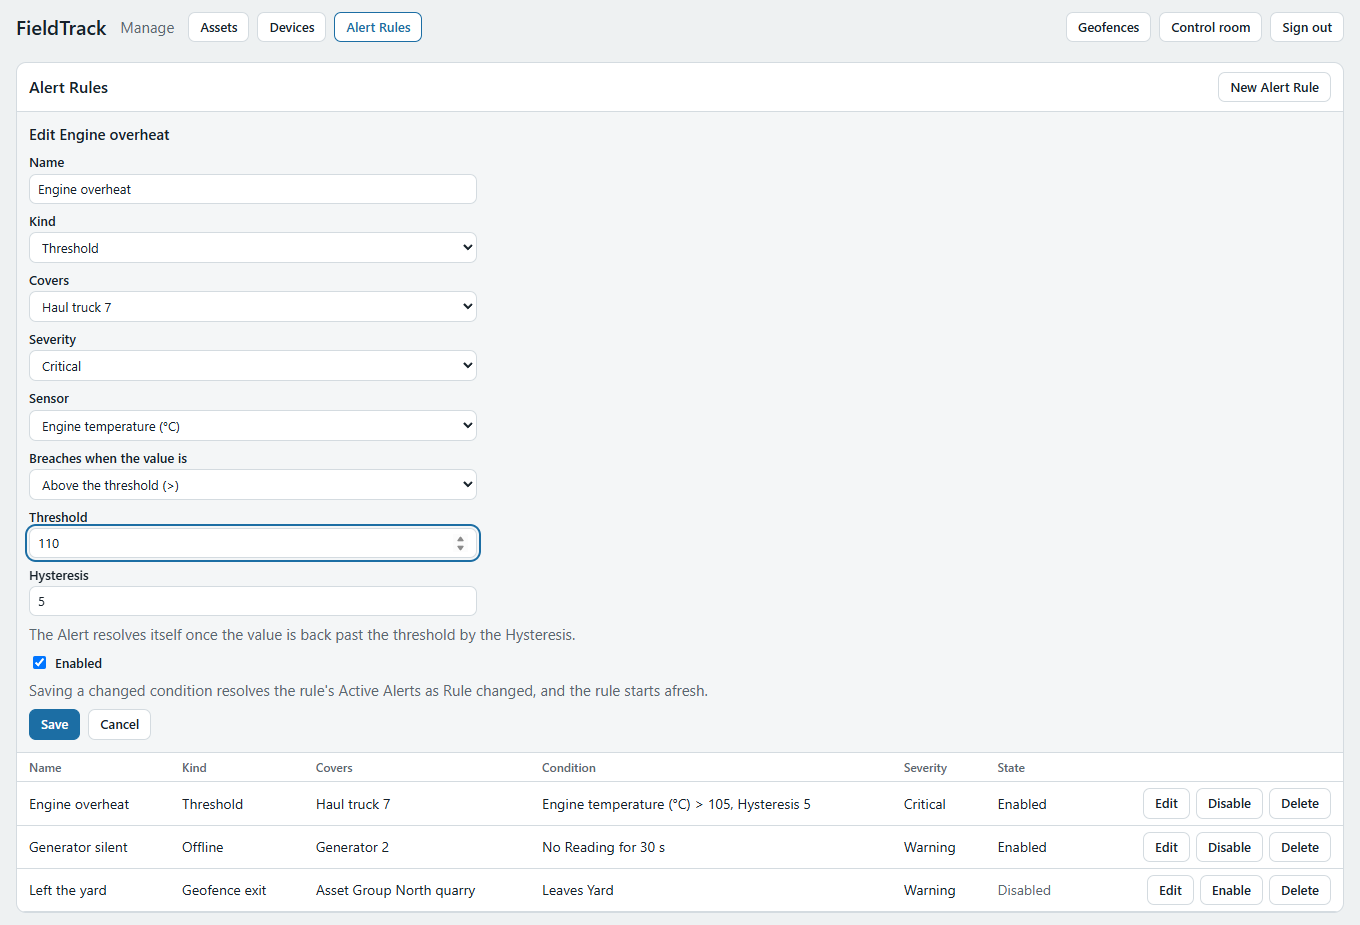 FieldTrack Manage Assets Devices Alert Rules Geofences Control room Sign out
Alert Rules New Alert Rule
Edit Engine overheat
Name
Engine overheat
Kind
Threshold
Covers
Haul truck 7
Severity
Critical
Sensor
Engine temperature (°C)
Breaches when the value is
Above the threshold (>)
Threshold
110
Hysteresis
5
The Alert resolves itself once the value is back past the threshold by the Hysteresis.
Enabled
Saving a changed condition resolves the rule's Active Alerts as Rule changed, and the rule starts afresh.
Save Cancel
Name Kind Covers Condition Severity State
Engine overheat Threshold Haul truck 7 Engine temperature (°C) > 105, Hysteresis 5 Critical Enabled Edit Disable Delete
Generator silent Offline Generator 2 No Reading for 30 s Warning Enabled Edit Disable Delete
Left the yard Geofence exit Asset Group North quarry Leaves Yard Warning Disabled Edit Enable Delete